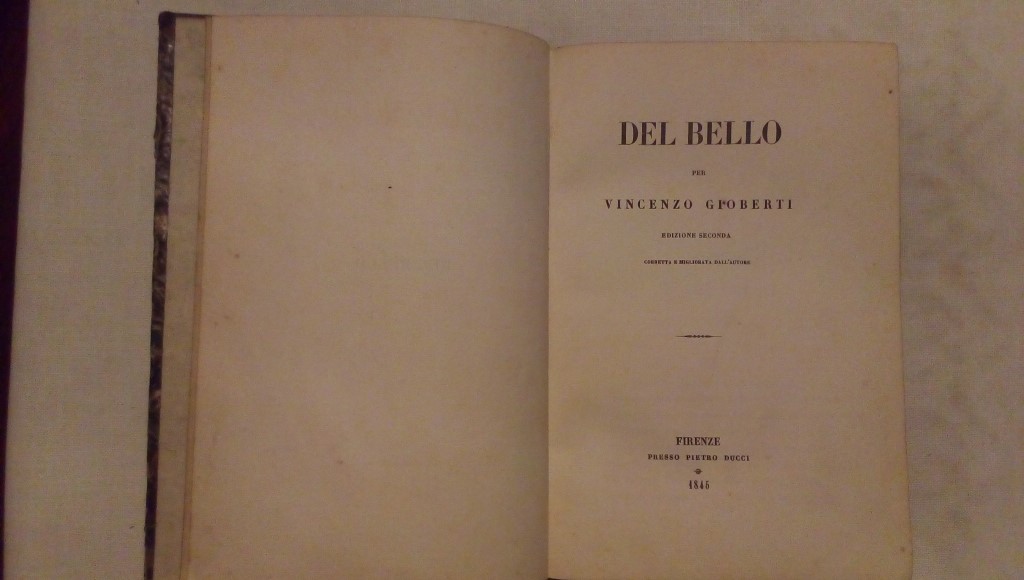 DEL BELLO
PER
VINCENZO GIOBERTI
EDIZIONE SECONDA
CORRETTA E MIGLIORATA DALL'AUTORE
FIRENZE
PRESSO PIETRO DUCCI
1845